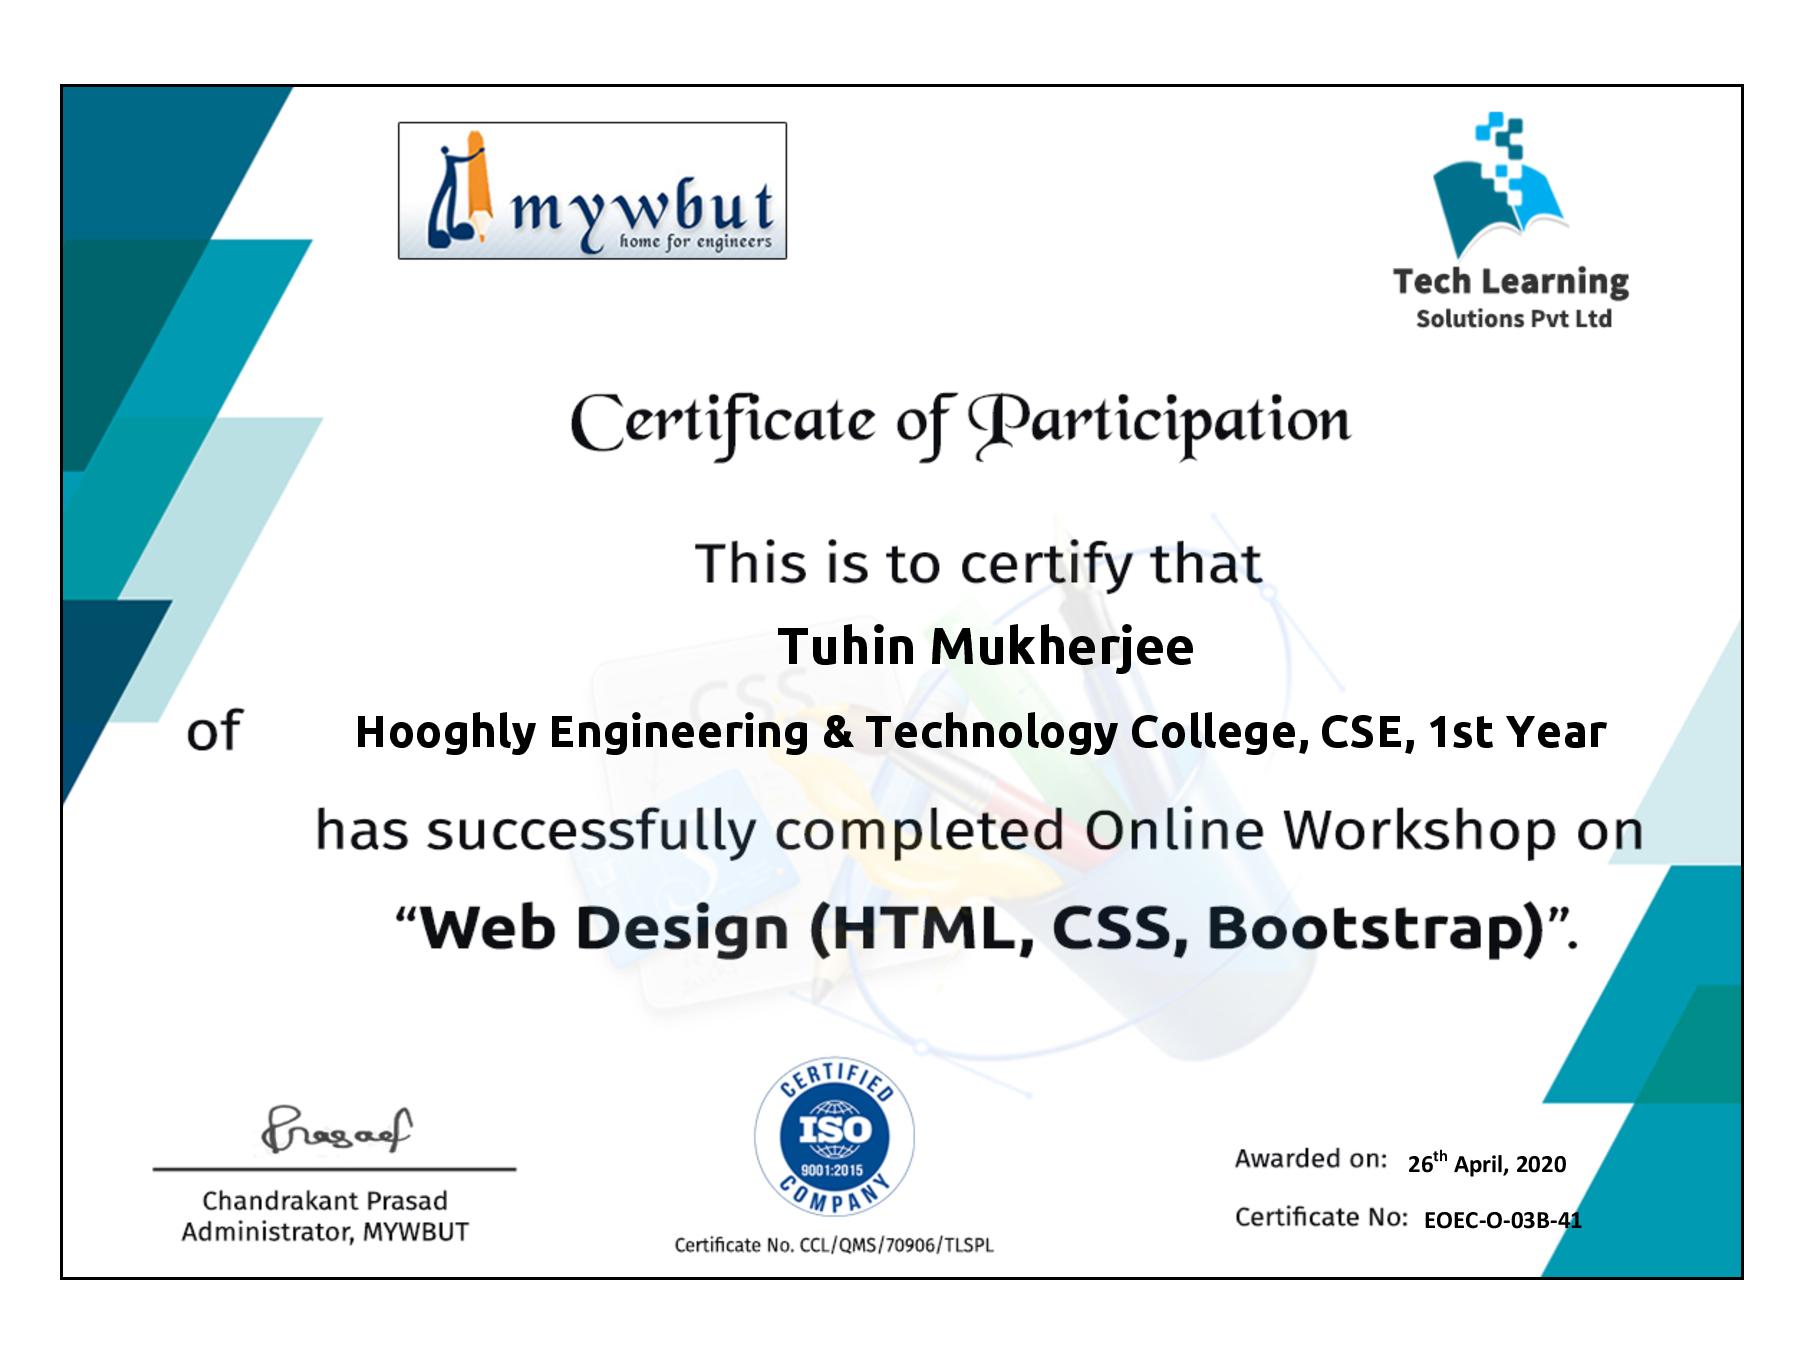 mywbut
home for engineers
Tech Learning
Solutions Pvt Ltd
Certificate of Participation
This is to certify that
Tuhin Mukherjee
of Hooghly Engineering & Technology College, CSE, 1st Year
has successfully completed Online Workshop on
“Web Design (HTML, CSS, Bootstrap)”.
CSS
Prasad
Chandrakant Prasad
Administrator, MYWBUT
CERTIFIED
ISO
9001:2015
COMPANY
Certificate No. CCL/QMS/70906/TLSPL
Awarded on: 26th April, 2020
Certificate No: EOEC-O-03B-41